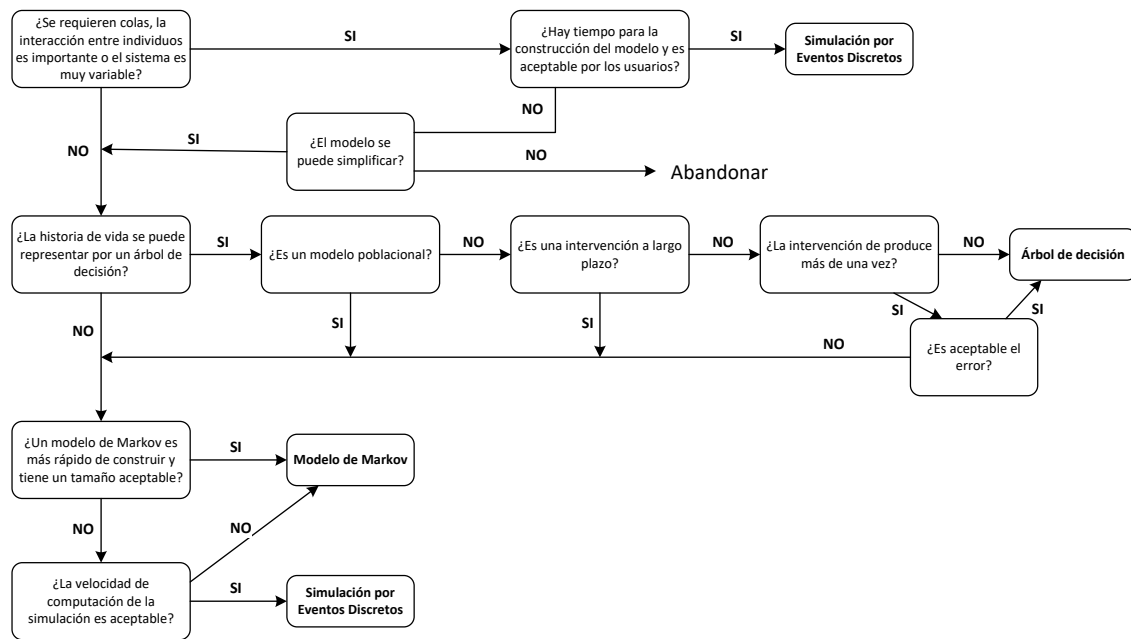 ¿Se requieren colas, la
interacción entre individuos
es importante o el sistema es
muy variable?
SI
¿Hay tiempo para la
construcción del modelo y es
aceptable por los usuarios?
SI
Simulación por
Eventos Discretos
NO
NO
SI
¿El modelo se
puede simplificar?
NO
Abandonar
¿La historia de vida se puede
representar por un árbol de
decisión?
SI
¿Es un modelo poblacional?
NO
¿Es una intervención a largo
plazo?
NO
¿La intervención de produce
más de una vez?
NO
Árbol de decisión
NO
SI
SI
SI
SI
NO
¿Es aceptable el
error?
¿Un modelo de Markov es
más rápido de construir y
tiene un tamaño aceptable?
SI
Modelo de Markov
NO
NO
¿La velocidad de
computación de la
simulación es aceptable?
SI
Simulación por
Eventos Discretos